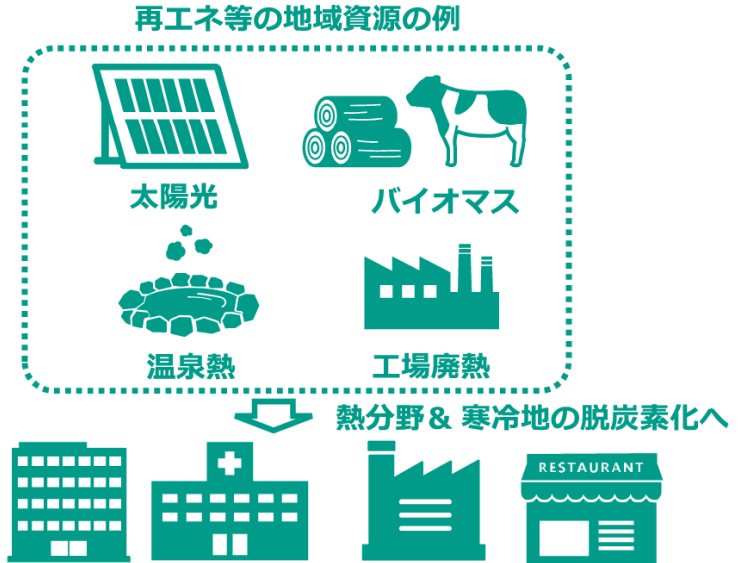 再エネ等の地域資源の例
太陽光
バイオマス
温泉熱
工場廃熱
熱分野& 寒冷地の脱炭素化へ
RESTAURANT